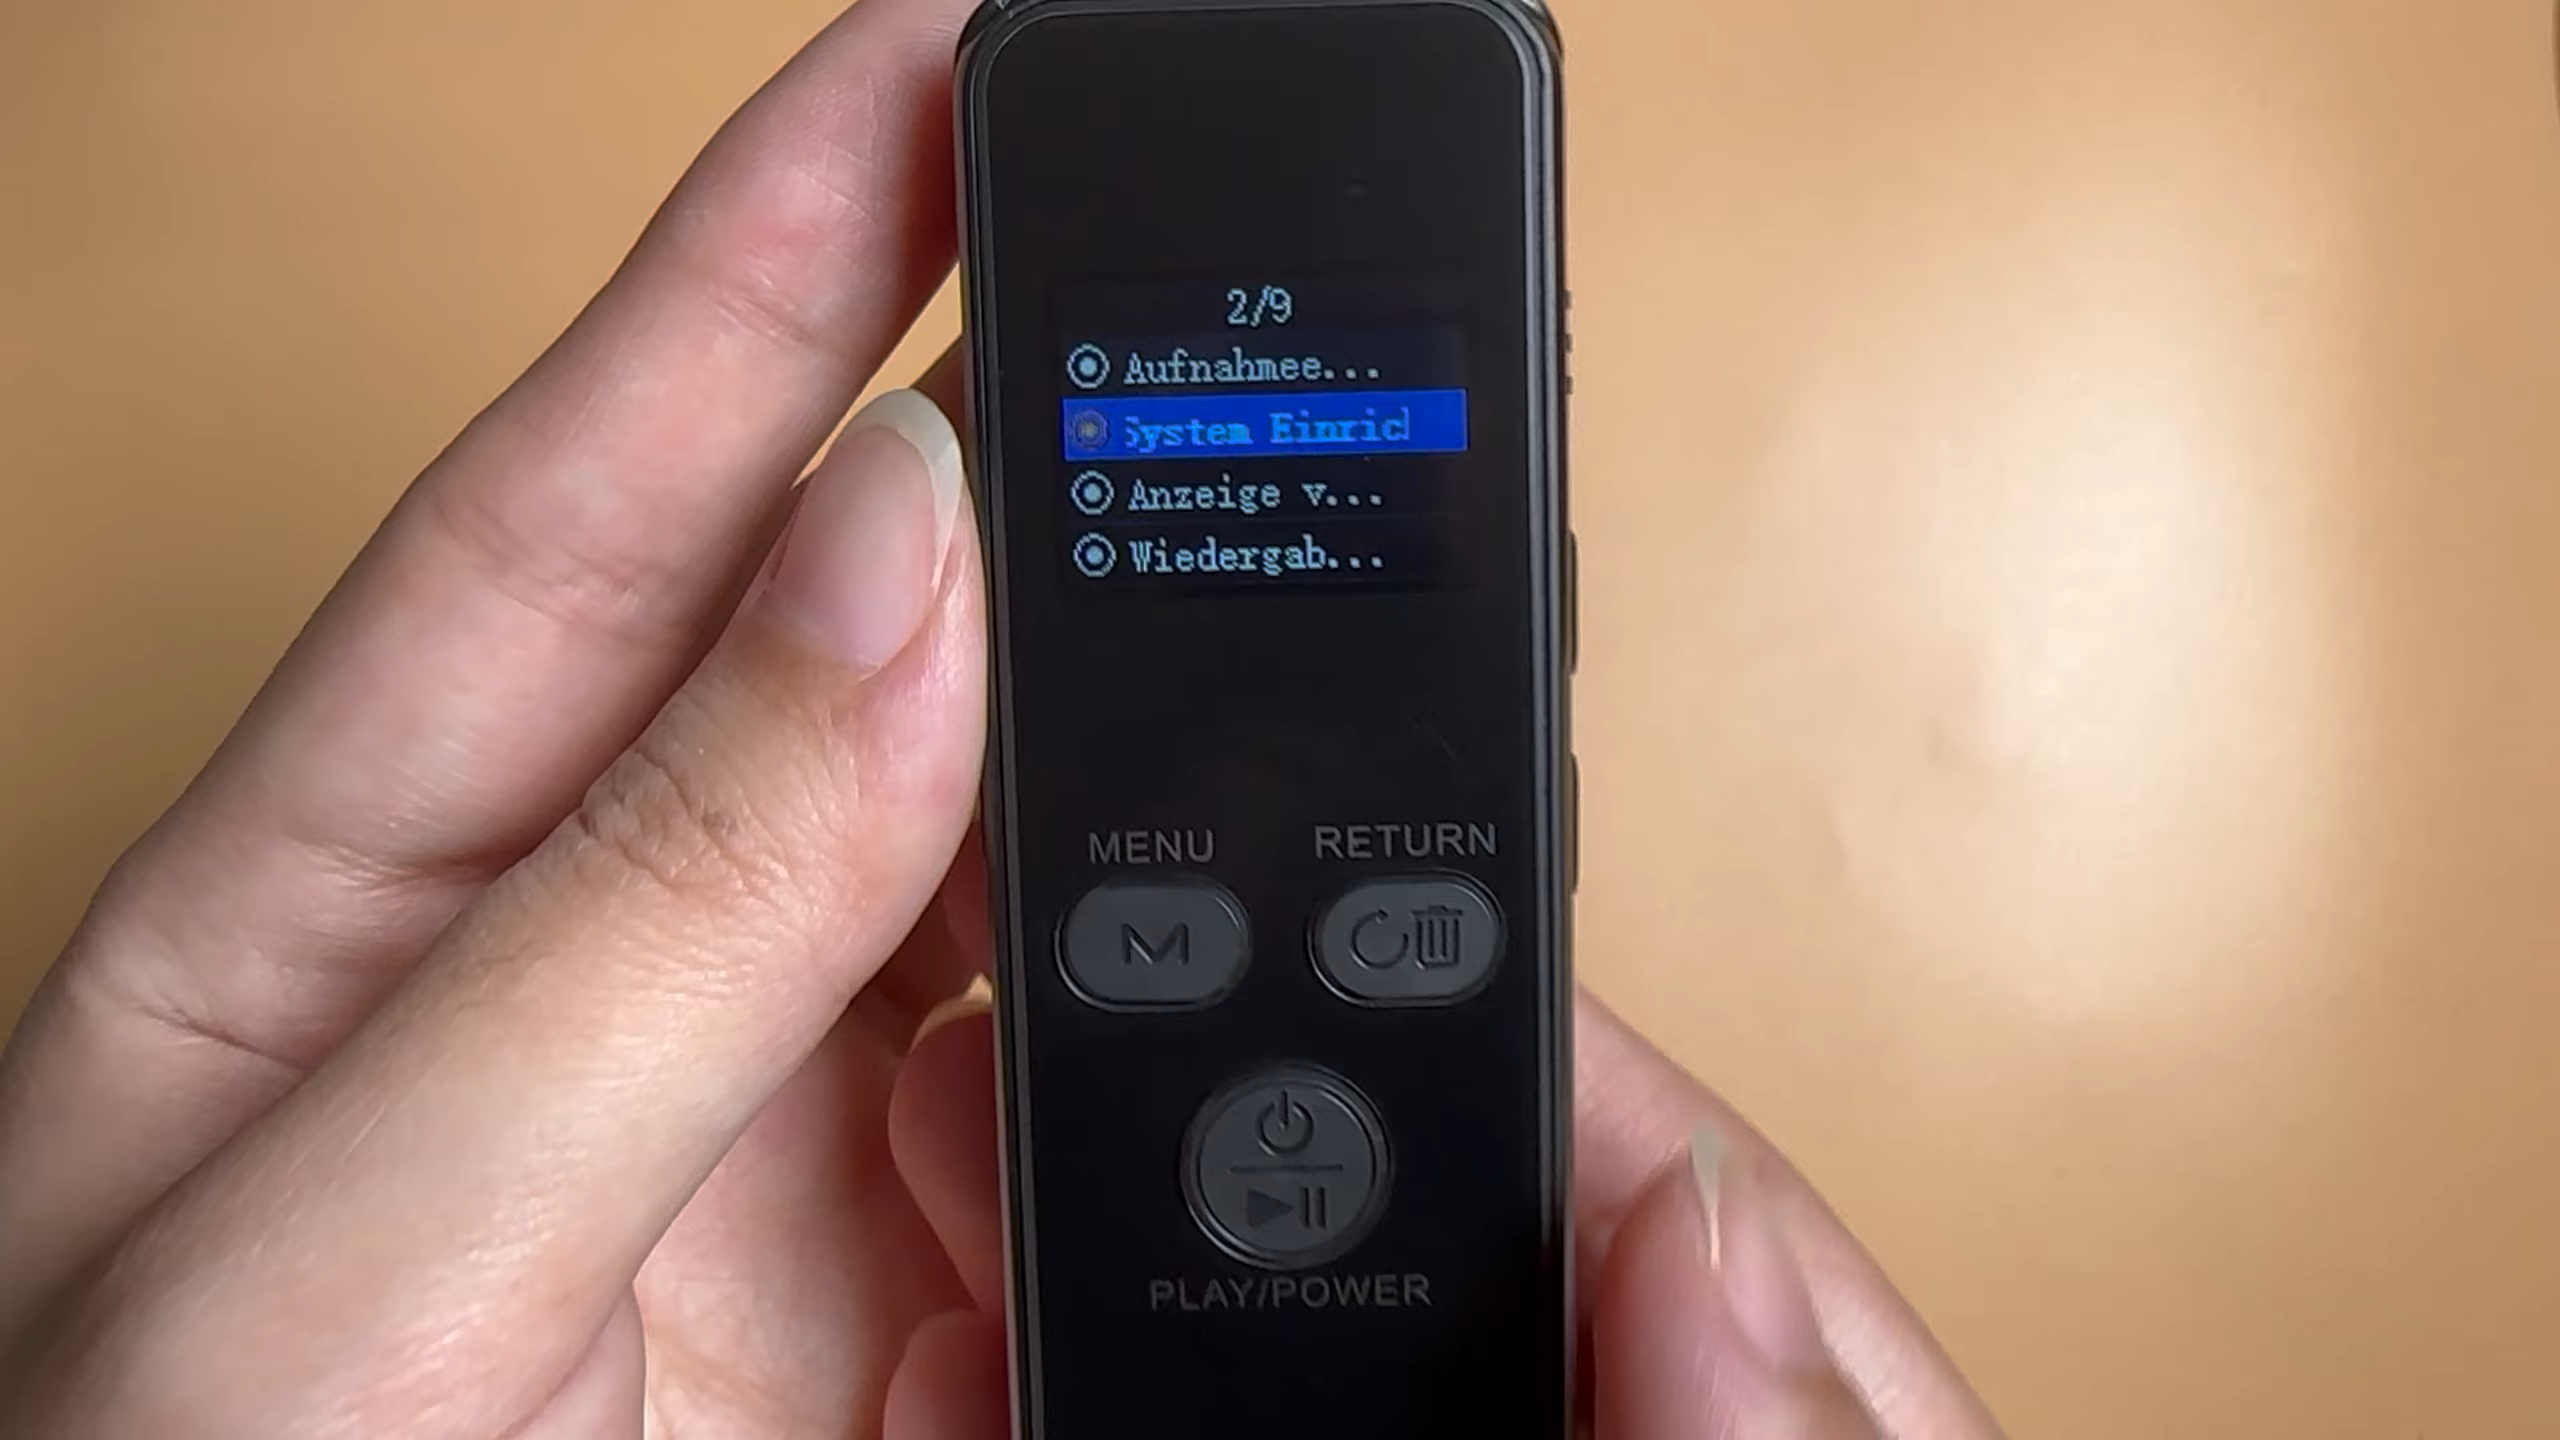 2/9
Aufnahmee...
System Einric
Anzeige v...
Wiedergab...
MENU RETURN
M
PLAY/POWER